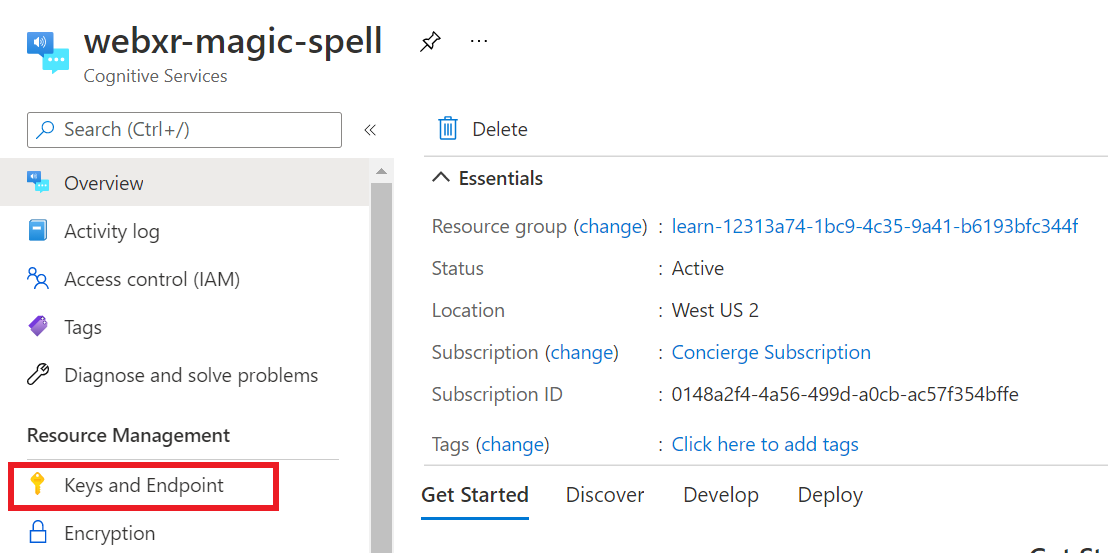 webxr-magic-spell ...
Cognitive Services
Search (Ctrl+/)
«
Overview
Activity log
Access control (IAM)
Tags
Diagnose and solve problems
Resource Management
Keys and Endpoint
Encryption
Delete
Essentials
Resource group (change) : learn-12313a74-1bc9-4c35-9a41-b6193bfc344f
Status : Active
Location : West US 2
Subscription (change) : Concierge Subscription
Subscription ID : 0148a2f4-4a56-499d-a0cb-ac57f354bffe
Tags (change) : Click here to add tags
Get Started Discover Develop Deploy